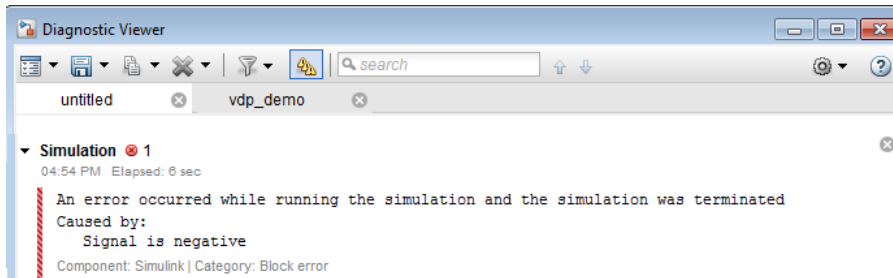 Diagnostic Viewer
search
untitled
vdp_demo
Simulation 1
04:54 PM Elapsed: 6 sec
An error occurred while running the simulation and the simulation was terminated
Caused by:
Signal is negative
Component: Simulink | Category: Block error